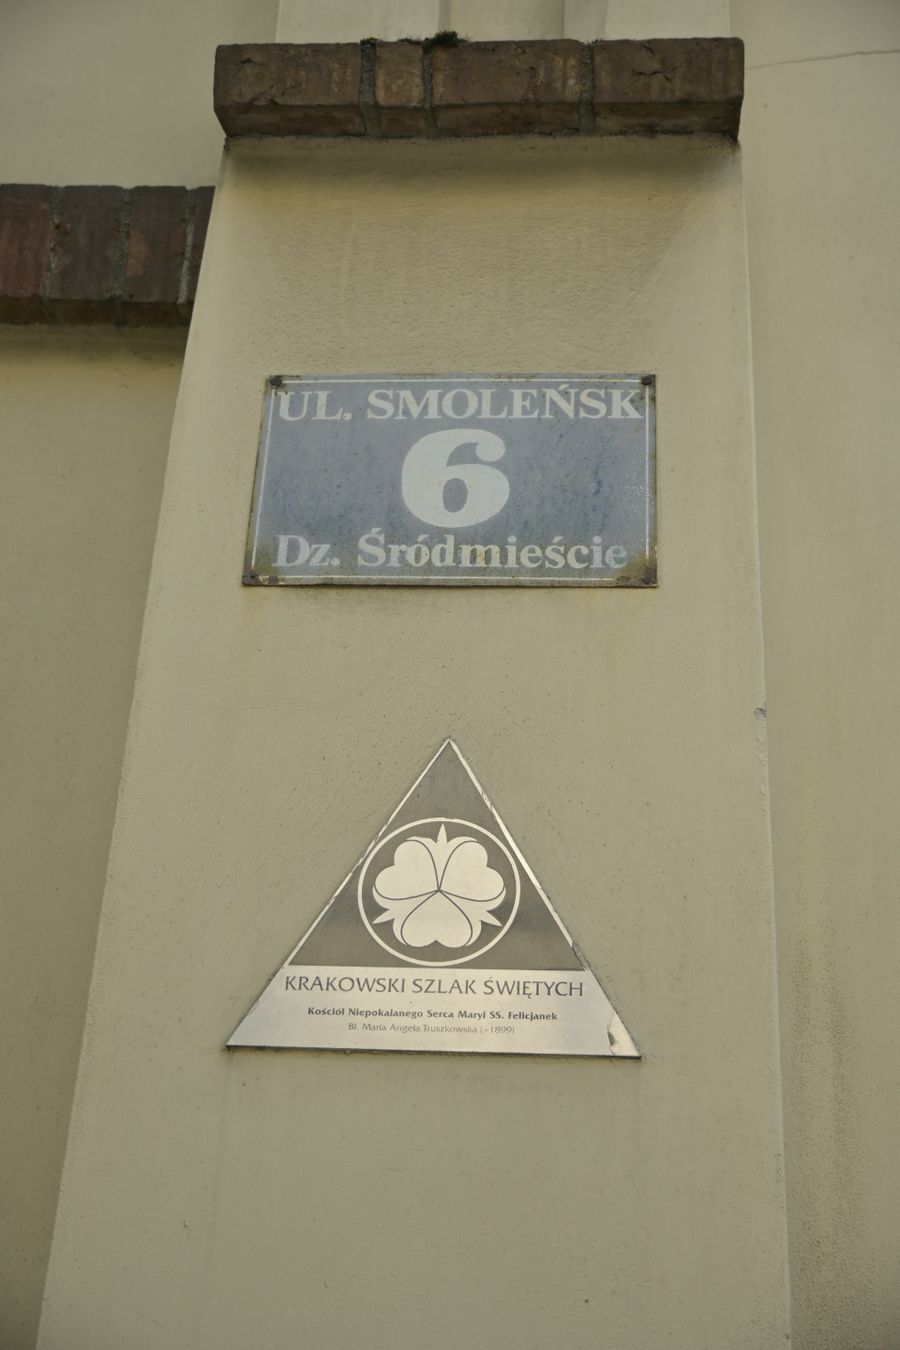 UL. SMOLEŃSK
6
Dz. Śródmieście
KRAKOWSKI SZLAK ŚWIĘTYCH
Kościół Niepokalanego Serca Maryi SS. Felicjanek
Bł. Maria Angela Truszkowska (+1899)